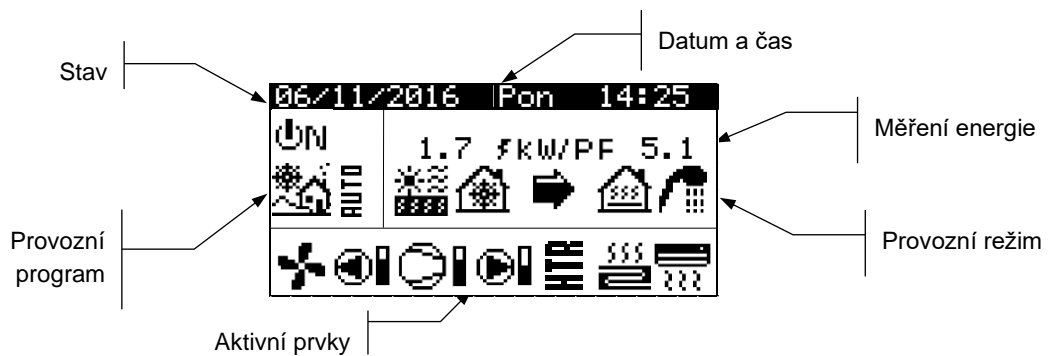 Datum a čas
Stav
06/11/2016 Pon 14:25
ON
1.7 kW/PF 5.1
Měření energie
AUTO
Provozní program
Provozní režim
HTR
Aktivní prvky